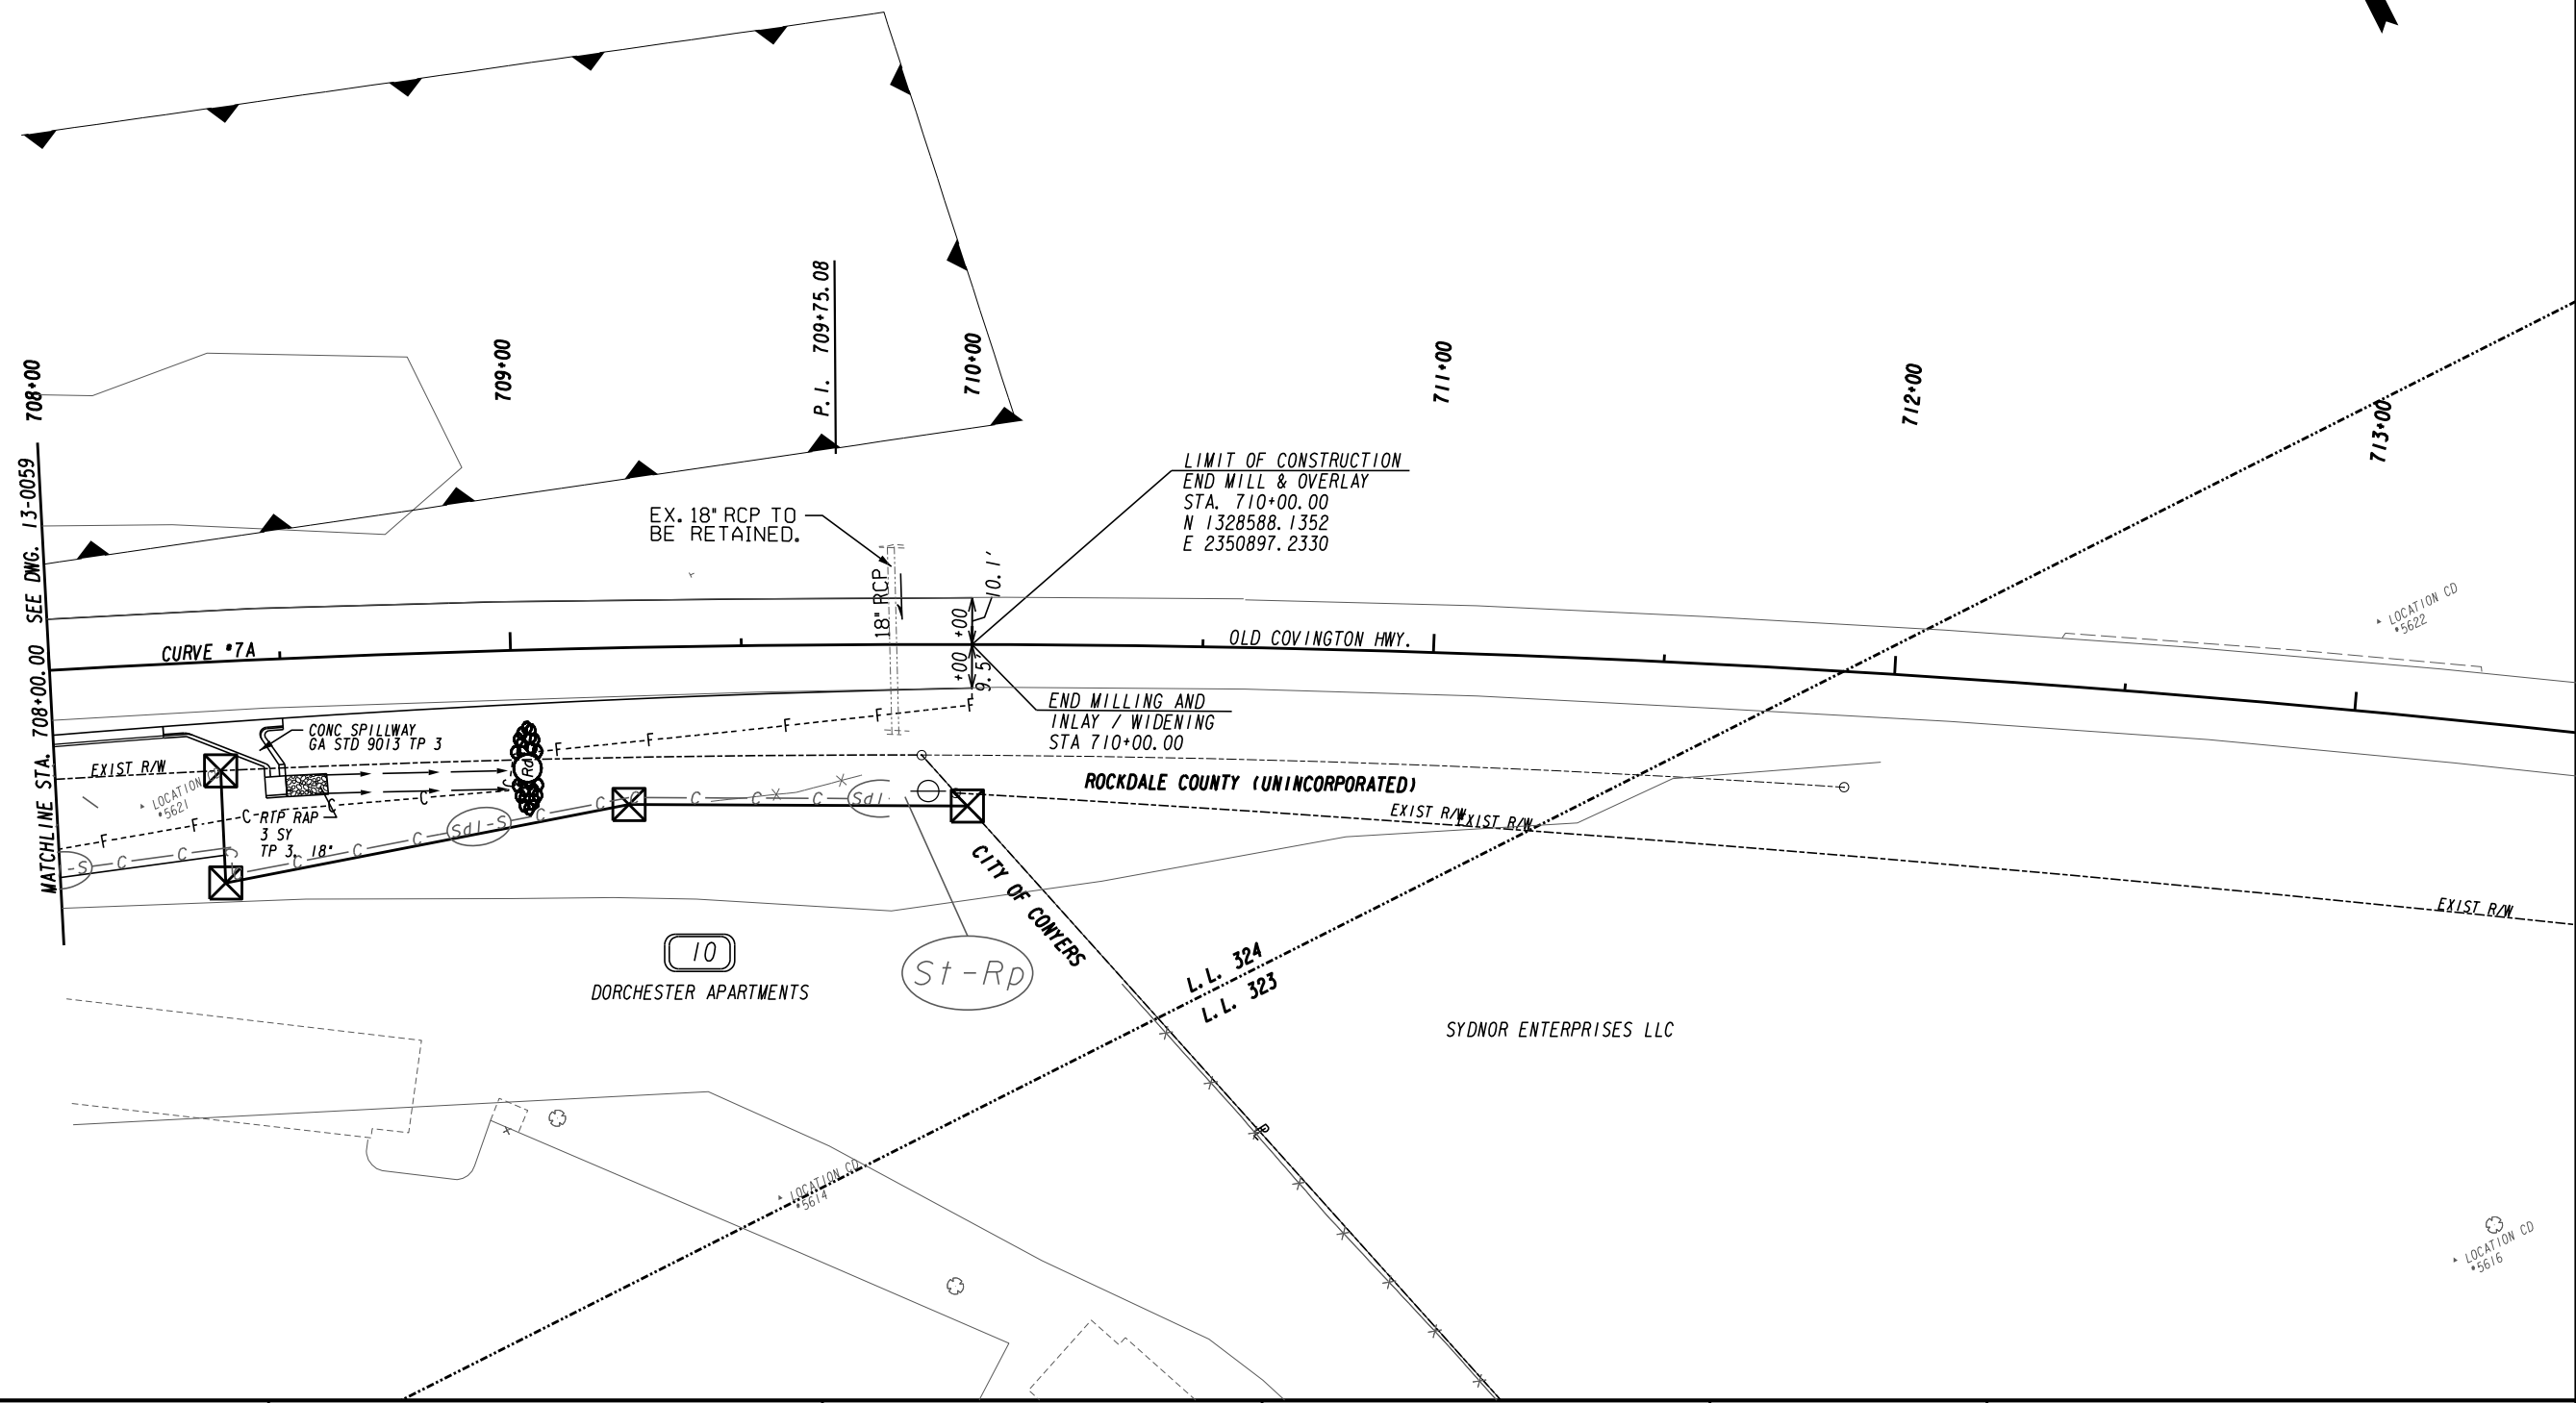 708+00
709+00
P.I. 709+75.08
710+00
711+00
712+00
713+00
MATCHLINE STA. 708+00.00 SEE DWG. 13-0059
LIMIT OF CONSTRUCTION
END MILL & OVERLAY
STA. 710+00.00
N 1328588.1352
E 2350897.2330
EX. 18" RCP TO
BE RETAINED.
18" RCP
10.1'
+00
+00
9.5'
CURVE #7A
OLD COVINGTON HWY.
LOCATION CD
#5622
END MILLING AND
INLAY / WIDENING
STA 710+00.00
CONC SPILLWAY
GA STD 9013 TP 3
EXIST R/W
Rd
F
F
F
F
F
LOCATION CD
#5621
ROCKDALE COUNTY (UNINCORPORATED)
EXIST R/W
EXIST R/W
EXIST R/W
C
C
C
C
C
C
C
C
Sd1-
Sd1-S
RIP RAP
3 SY
TP 3, 18"
F
F
C
C
C
C
C
C
C
-S
CITY OF CONYERS
10
DORCHESTER APARTMENTS
St-Rp
L.L. 324
L.L. 323
SYDNOR ENTERPRISES LLC
P
LOCATION CD
#5614
LOCATION CD
#5616